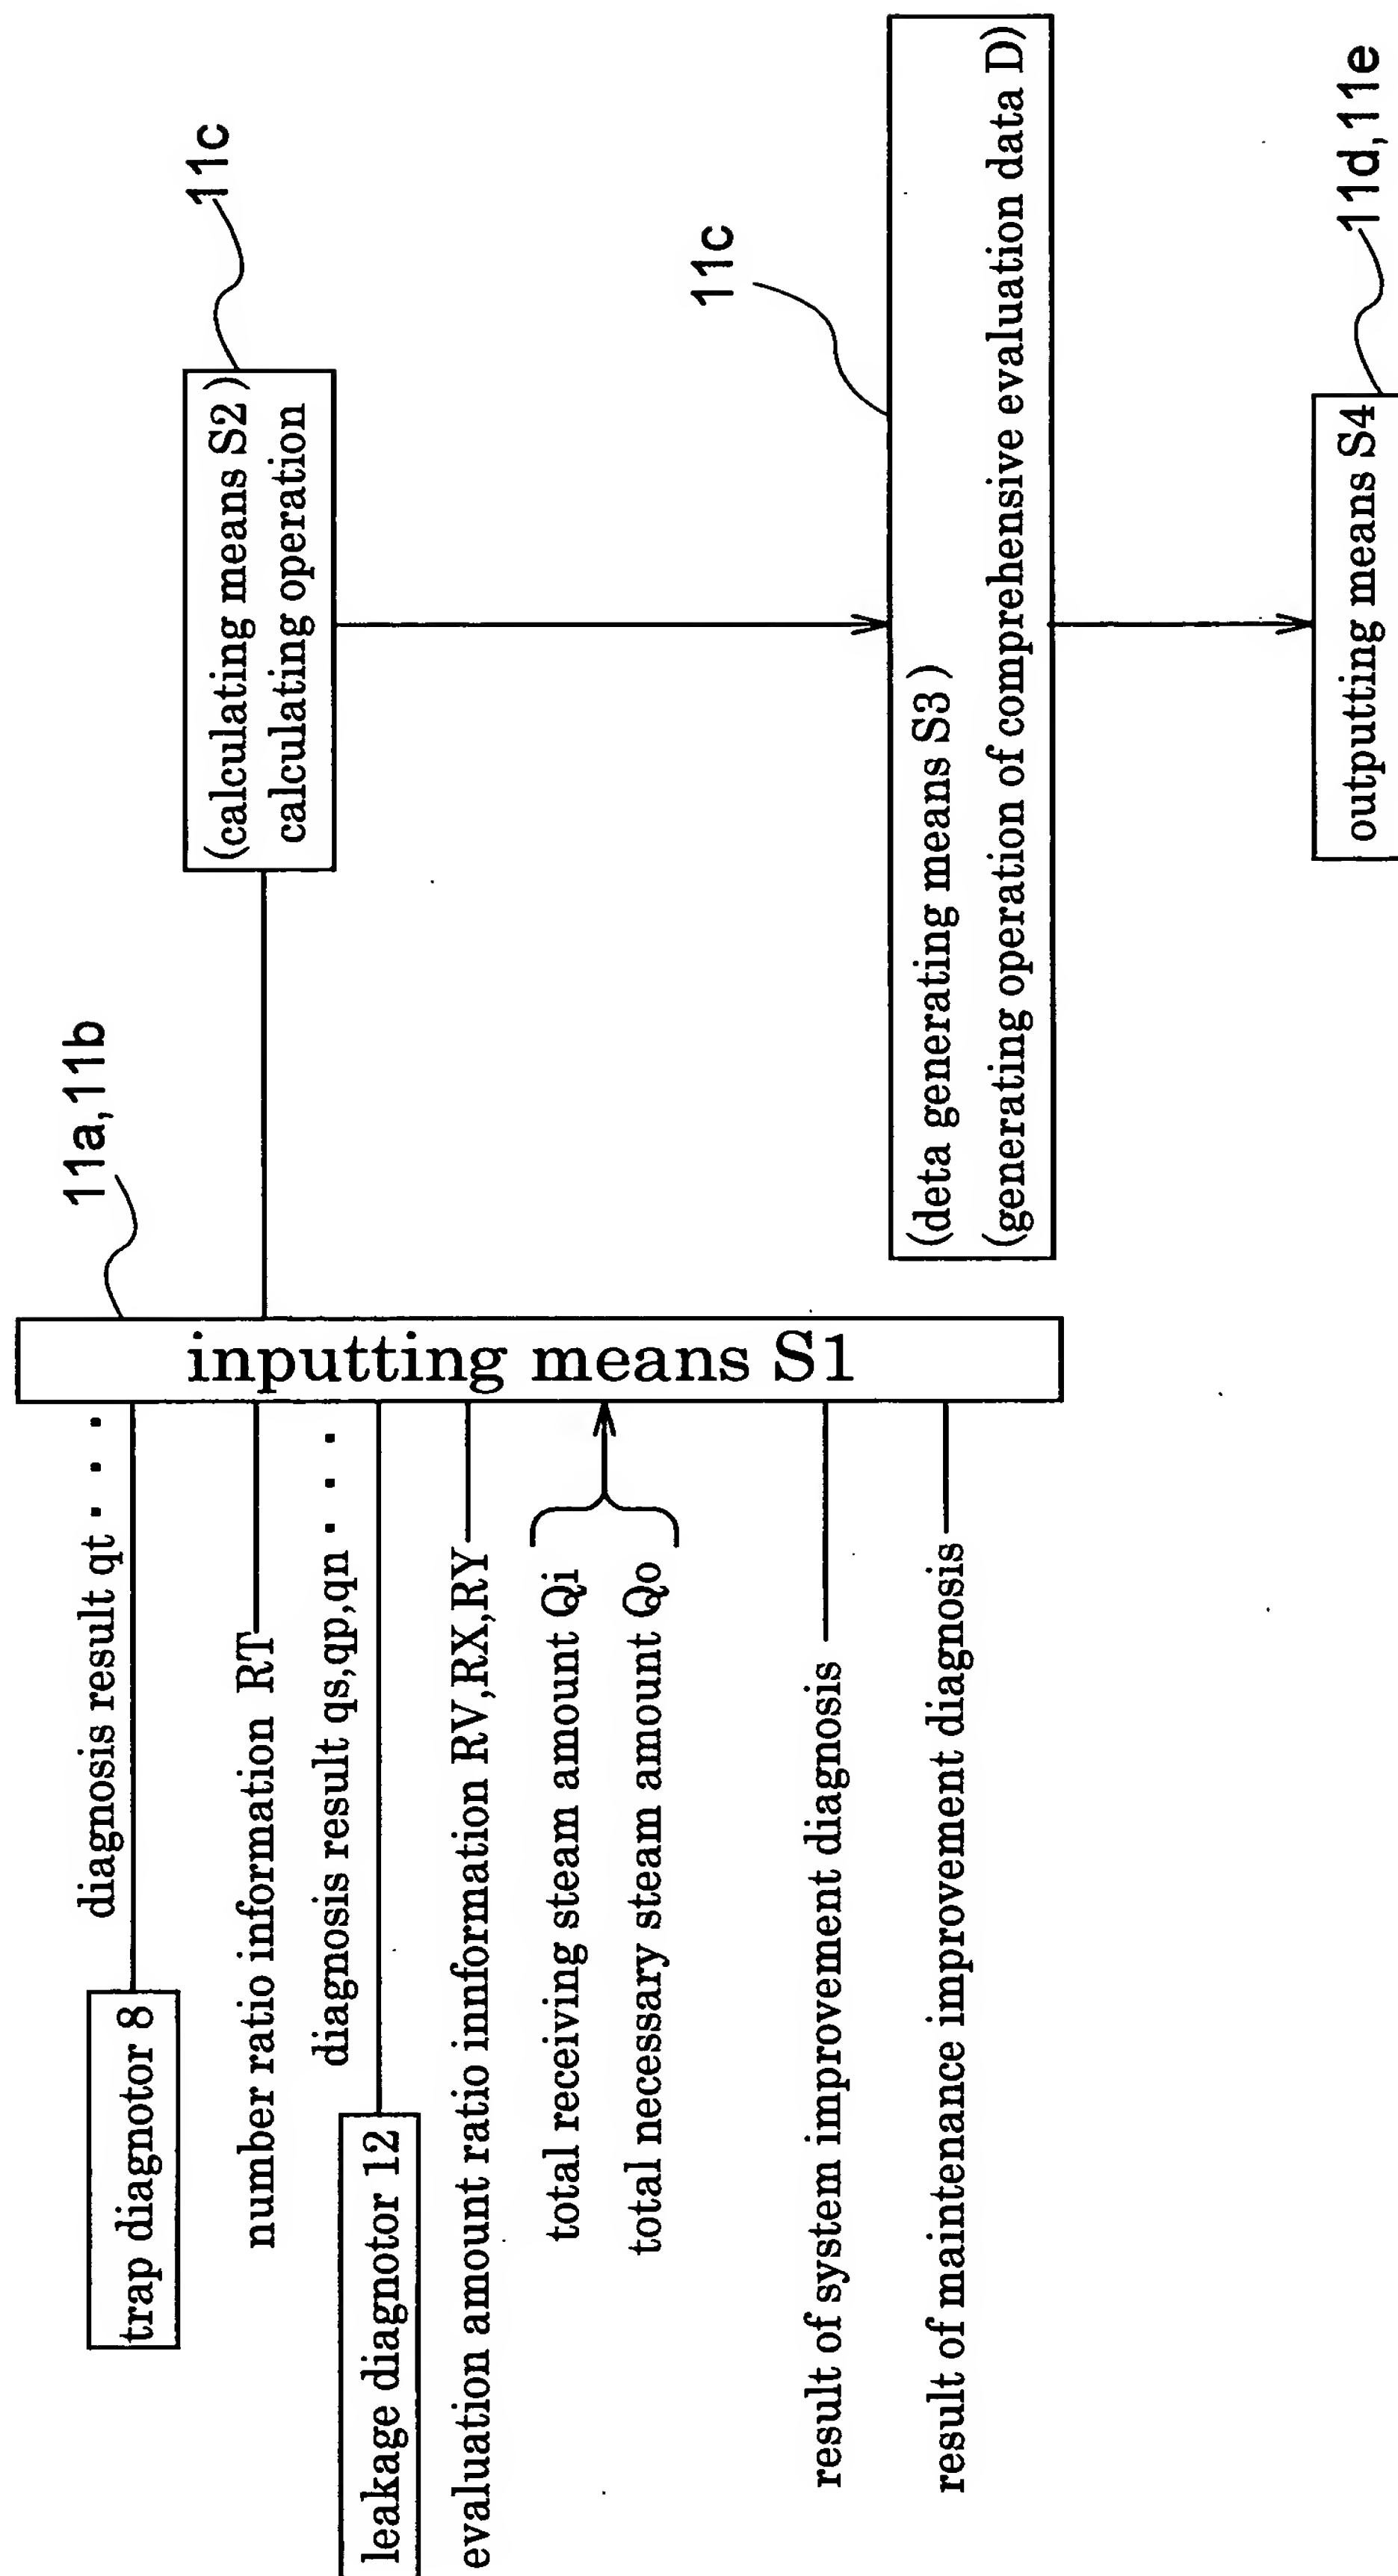 trap diagnotor 8
diagnosis result qt . . .
number ratio information RT
leakage diagnotor 12
diagnosis result qs,qp,qn . . .
evaluation amount ratio innformation RV,RX,RY
total receiving steam amount Qi
total necessary steam amount Qo
result of system improvement diagnosis
result of maintenance improvement diagnosis
inputting means S1
11a,11b
(calculating means S2)
calculating operation
11c
(deta generating means S3)
(generating operation of comprehensive evaluation data D)
11c
outputting means S4
11d,11e